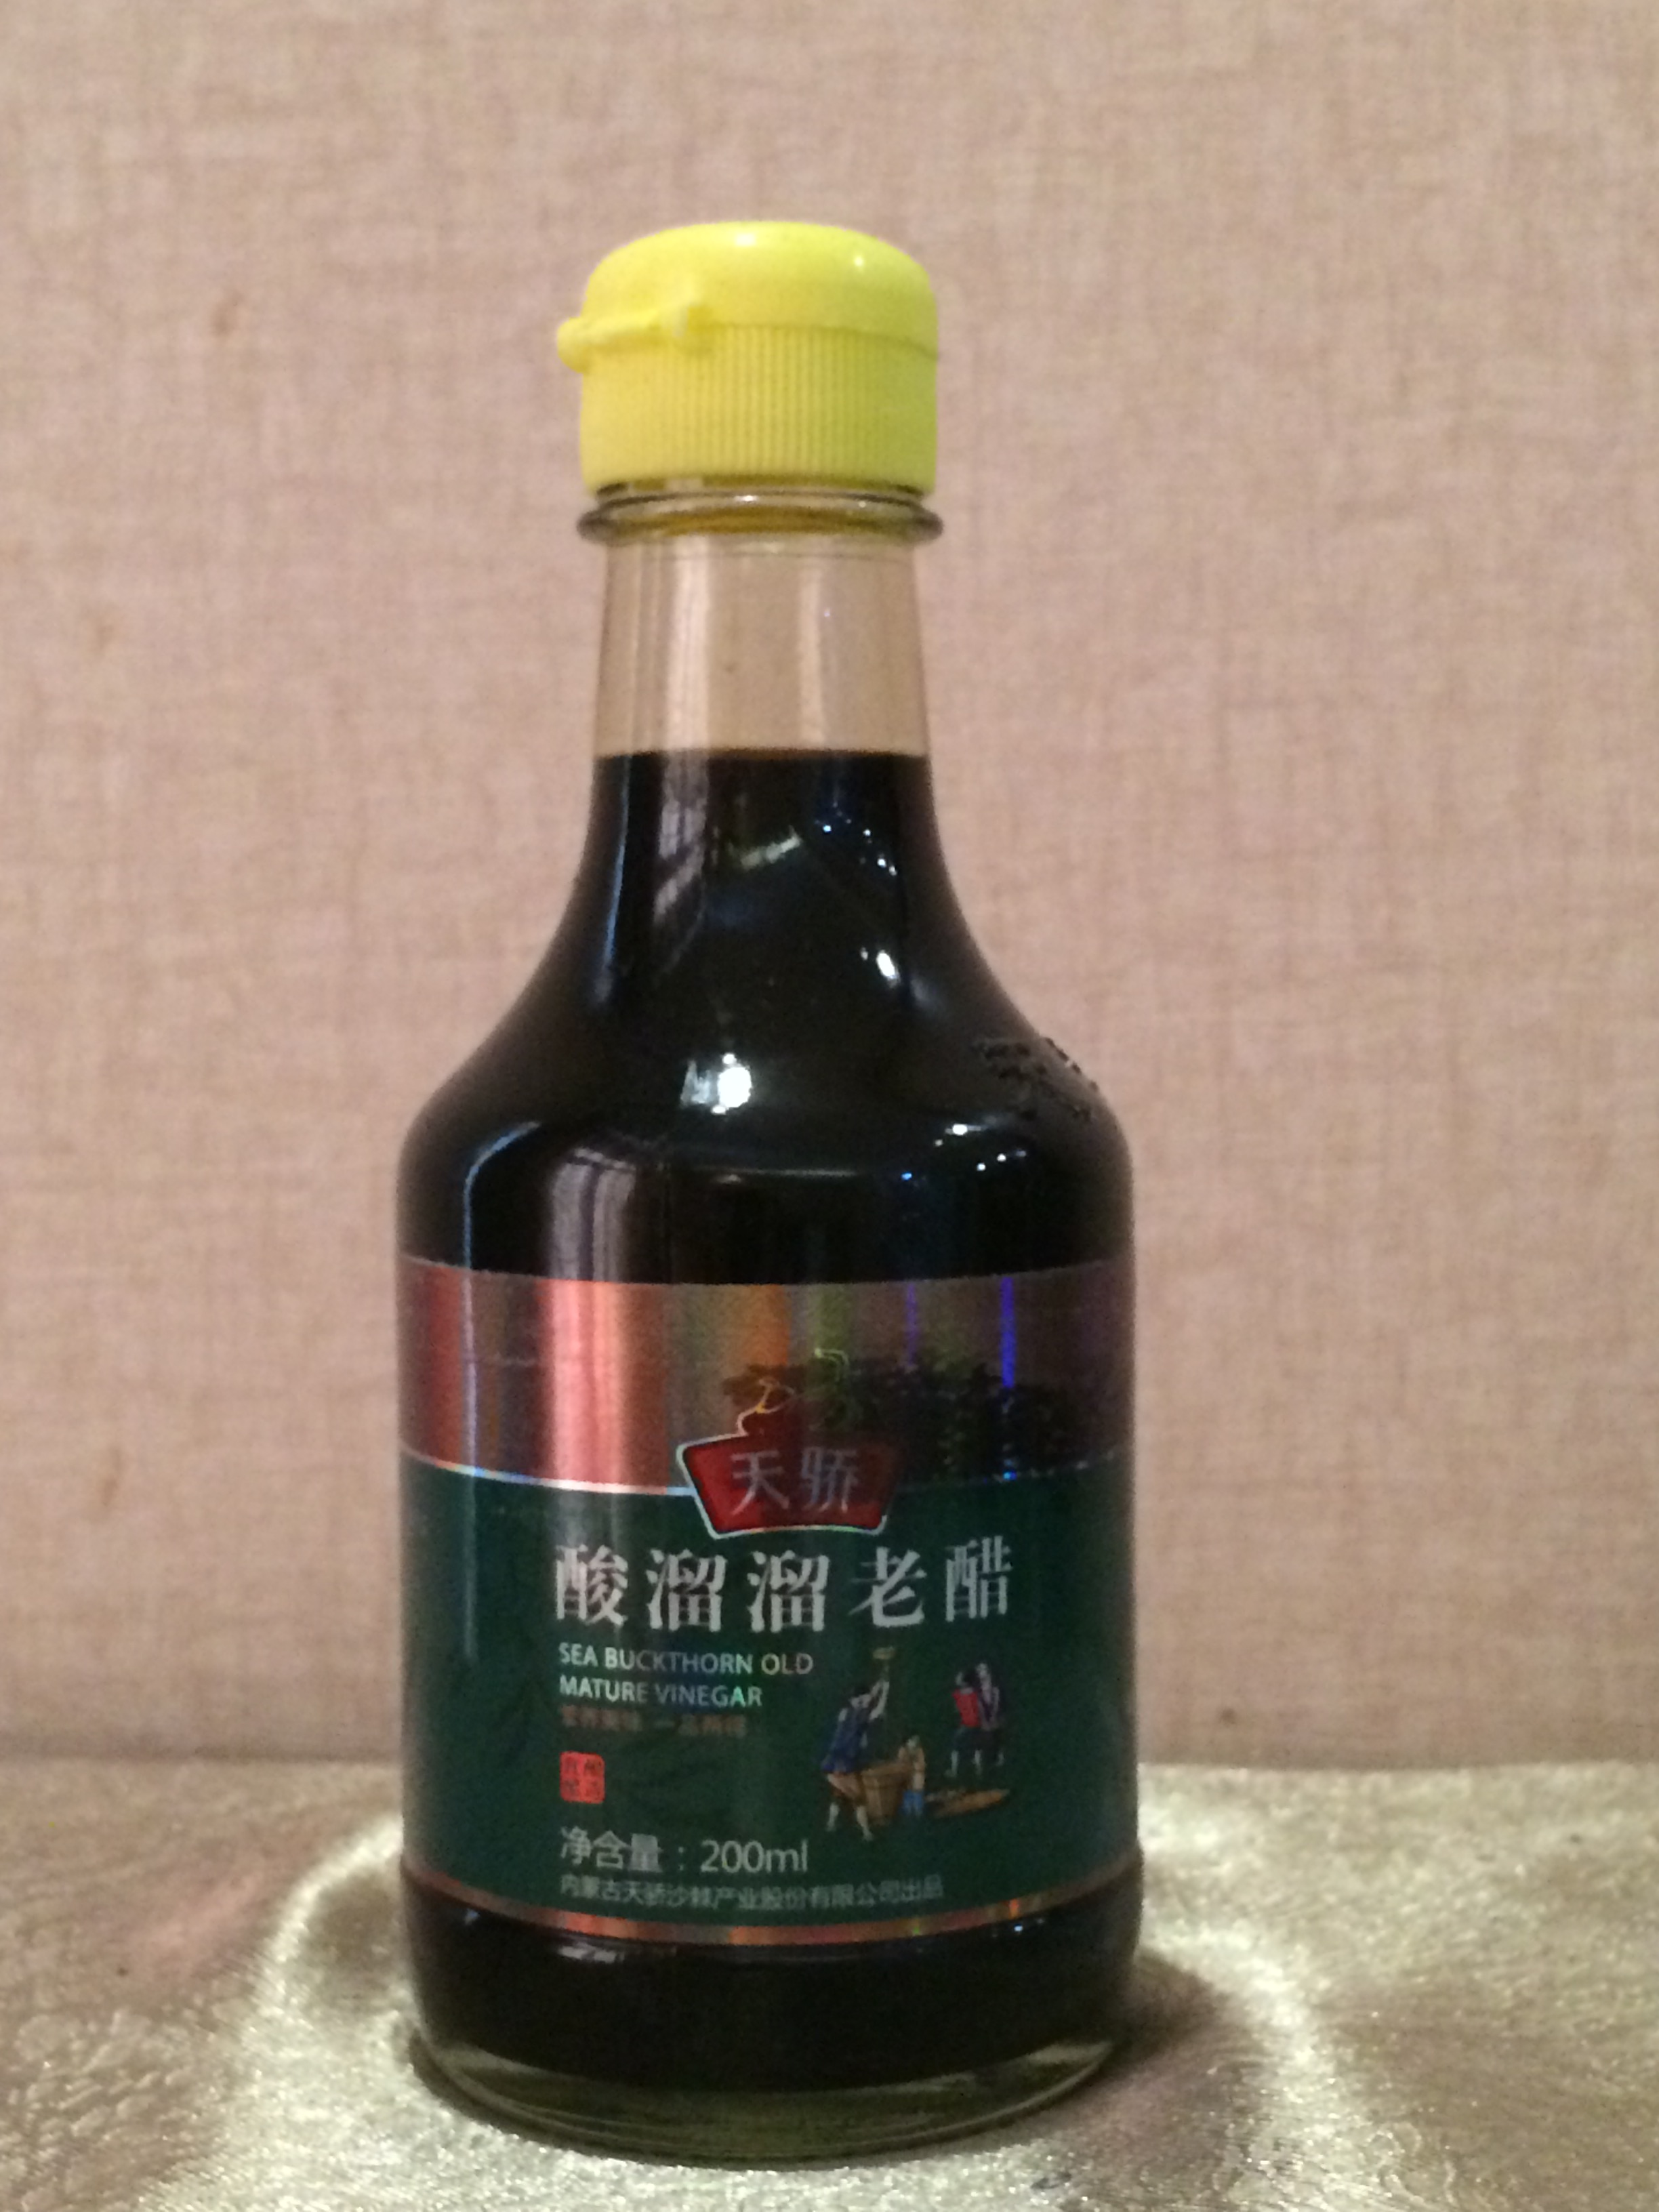 天骄
酸溜溜老醋
SEA BUCKTHORN OLD
MATURE VINEGAR
净含量：200ml
内蒙古天骄沙棘产业股份有限公司出品